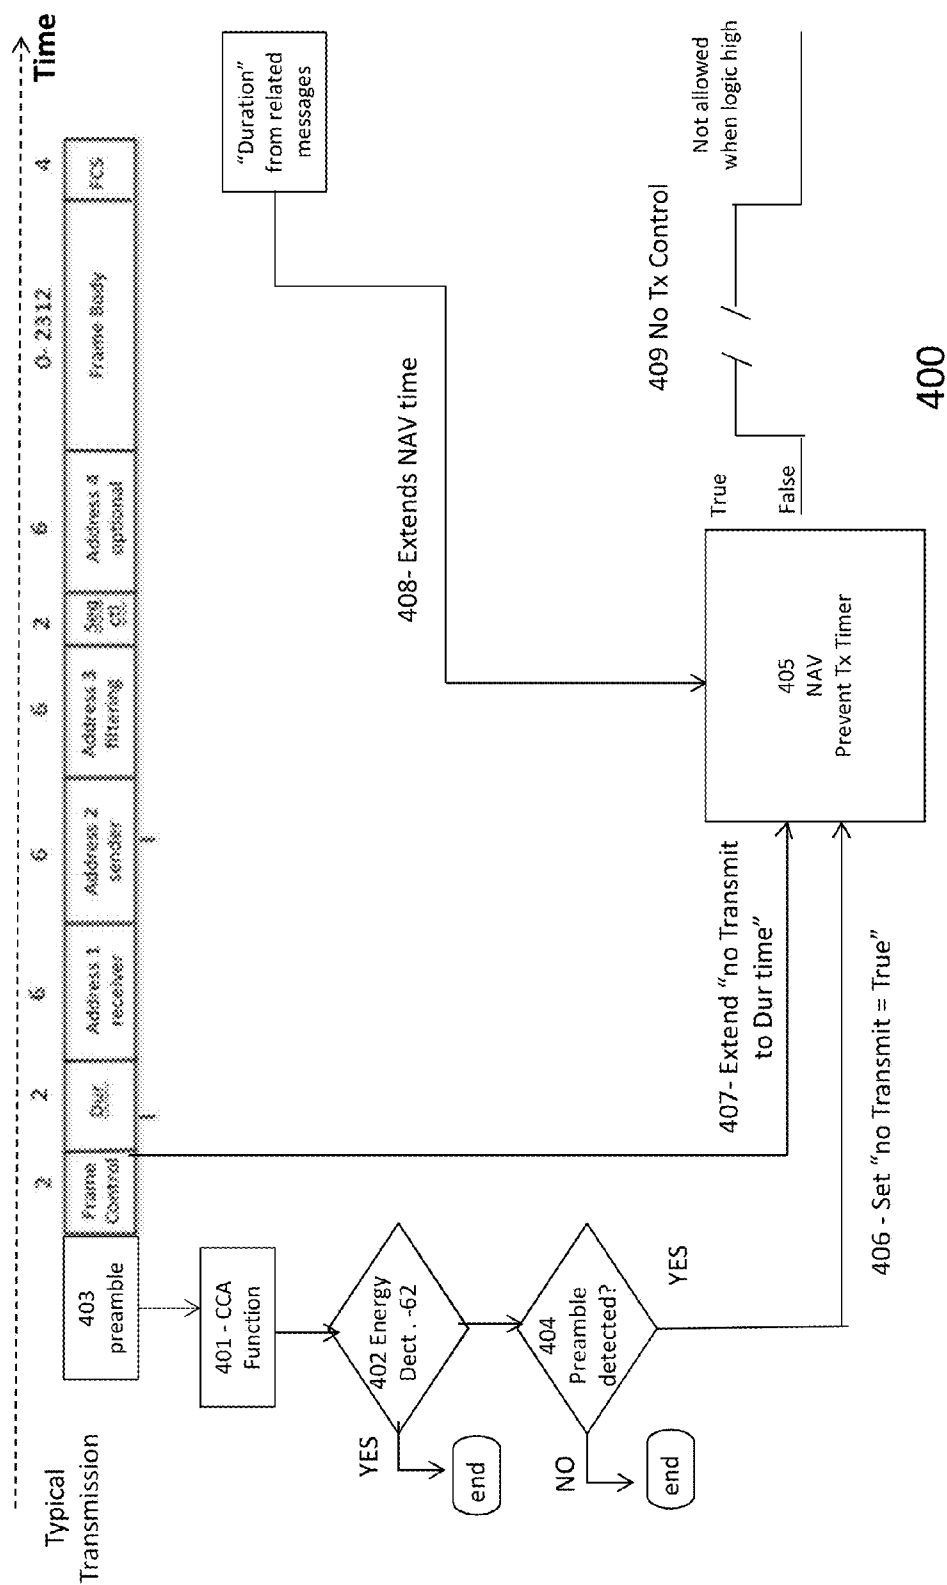 Time
2 2 6 6 6 2 6 0-2312 4
Typical
Transmission
403
preamble
Frame
Control
Dur
Address 1
receiver
Address 2
sender
Address 3
filtering
Seq
ctl
Address 4
optional
Frame Body
FCS
401 - CCA
Function
402 Energy
Dect . -62
YES
end
404
Preamble
detected?
NO
end
YES
"Duration"
from related
messages
408- Extends NAV time
407- Extend "no Transmit
to Dur time"
406 - Set "no Transmit = True"
405
NAV
Prevent Tx Timer
True
False
409 No Tx Control
Not allowed
when logic high
400